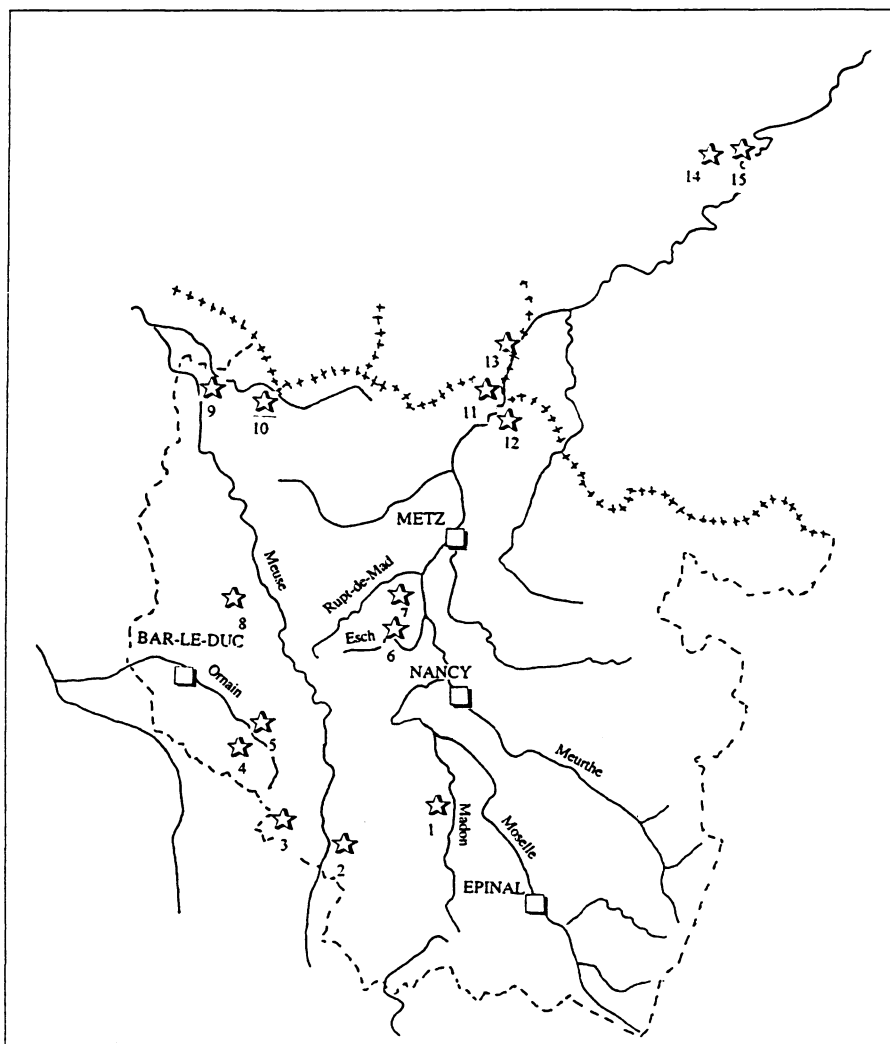 14
15
13
11
12
9
10
METZ
Meuse
Rupt-de-Mad
7
8
Esch
6
BAR-LE-DUC
Ornain
NANCY
5
4
Meurthe
1
Madon
Moselle
3
2
EPINAL